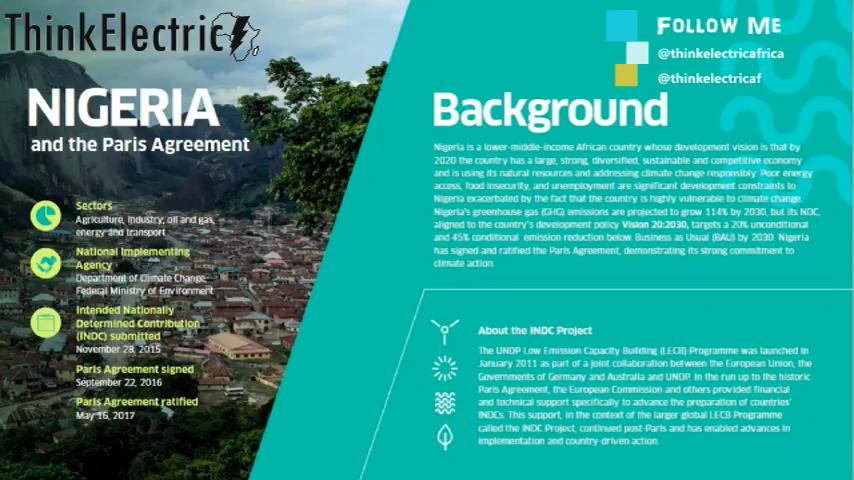 ThinkElectric
NIGERIA
and the Paris Agreement
Sectors
Agriculture, industry, oil and gas,
energy and transport
National Implementing
Agency
Department of Climate Change
Federal Ministry of Environment
Intended Nationally
Determined Contribution
(INDC) submitted
November 28, 2015
Paris Agreement signed
September 22, 2016
Paris Agreement ratified
May 16, 2017
FOLLOW ME
@thinkelectricafrica
@thinkelectricaf
Background
Nigeria is a lower-middle-income African country whose development vision is that by
2020 the country has a large, strong, diversified, sustainable and competitive economy
and is using its natural resources and addressing climate change responsibly. Poor energy
access, food insecurity, and unemployment are significant development constraints to
Nigeria exacerbated by the fact that the country is highly vulnerable to climate change.
Nigeria's greenhouse gas (GHG) emissions are projected to grow 114% by 2030, but its NDC,
aligned to the country's development policy Vision 20:2030, targets a 20% unconditional
and 45% conditional emission reduction below Business as Usual (BAU) by 2030. Nigeria
has signed and ratified the Paris Agreement, demonstrating its strong commitment to
climate action.
About the INDC Project
The UNDP Low Emission Capacity Building (LECB) Programme was launched in
January 2011 as part of a joint collaboration between the European Union, the
Governments of Germany and Australia and UNDP. In the run up to the historic
Paris Agreement, the European Commission and others provided financial
and technical support specifically to advance the preparation of countries'
INDCs. This support, in the context of the larger global LECB Programme
called the INDC Project, continued post-Paris and has enabled advances in
implementation and country-driven action.